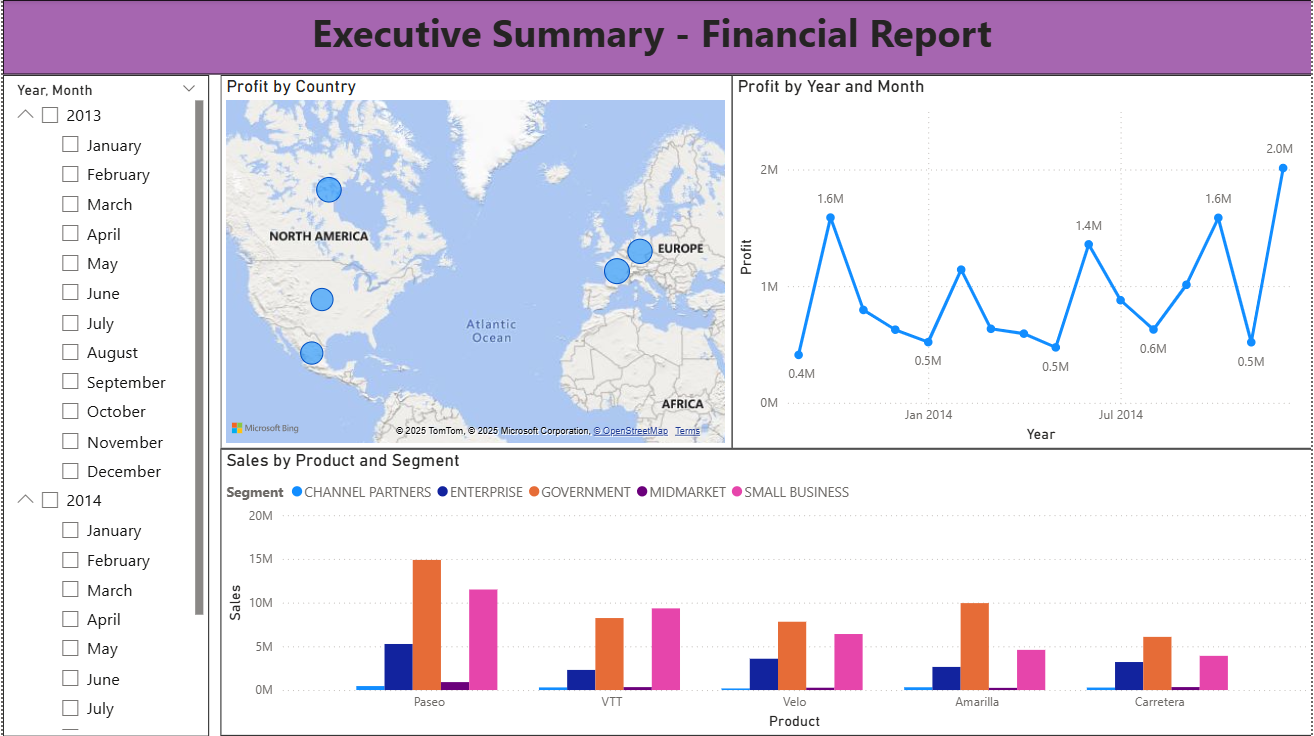 Executive Summary - Financial Report
Year, Month
2013
January
February
March
April
May
June
July
August
September
October
November
December
2014
January
February
March
April
May
June
July
Profit by Country
NORTH AMERICA
EUROPE
Atlantic
Ocean
AFRICA
Microsoft Bing
© 2025 TomTom, © 2025 Microsoft Corporation, © OpenStreetMap Terms
Profit by Year and Month
Profit
2M
1M
0M
0.4M
1.6M
0.5M
0.5M
1.4M
0.6M
1.6M
0.5M
2.0M
Jan 2014
Jul 2014
Year
Sales by Product and Segment
Segment CHANNEL PARTNERS ENTERPRISE GOVERNMENT MIDMARKET SMALL BUSINESS
Sales
20M
15M
10M
5M
0M
Paseo
VTT
Velo
Amarilla
Carretera
Product